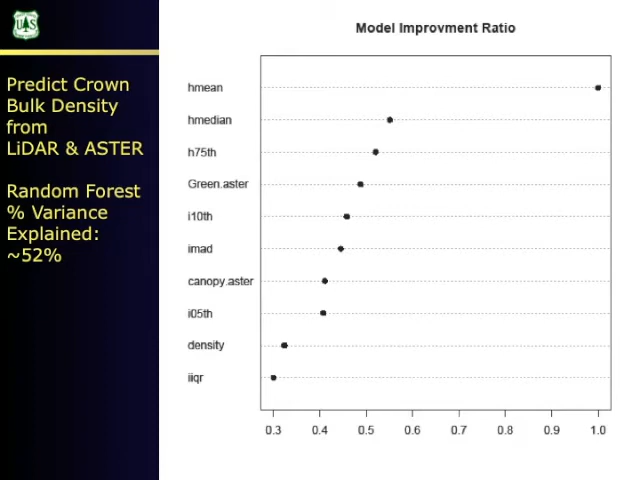 U S
Predict Crown
Bulk Density
from
LiDAR & ASTER
Random Forest
% Variance
Explained:
~52%
Model Improvment Ratio
hmean
hmedian
h75th
Green.aster
i10th
imad
canopy.aster
i05th
density
iiqr
0.3 0.4 0.5 0.6 0.7 0.8 0.9 1.0